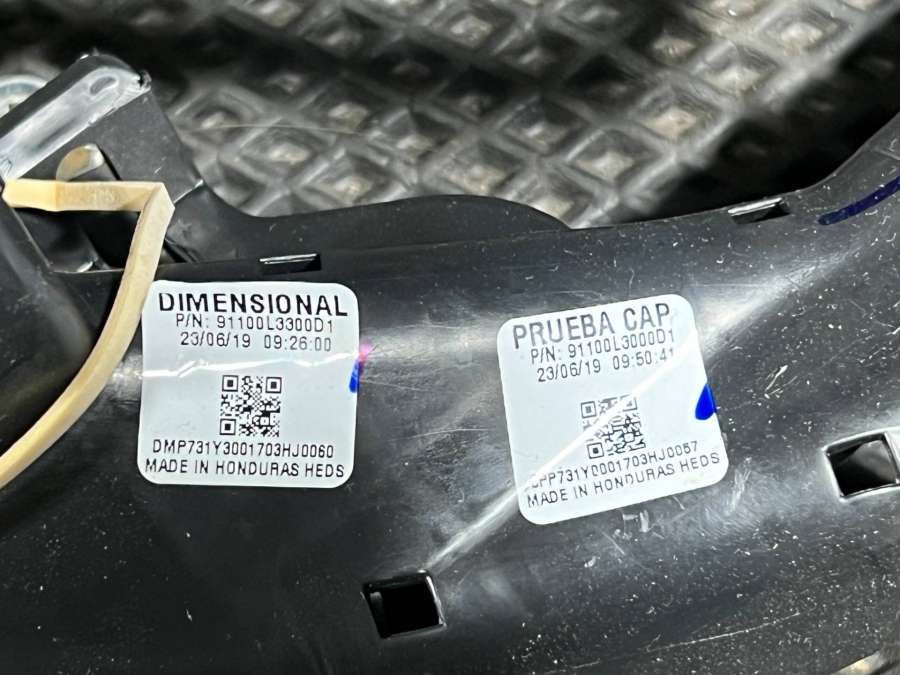 DIMENSIONAL
P/N: 91100L3300D1
23/06/19 09:26:00
DMP731Y3001703HJ0060
MADE IN HONDURAS HEDS
PRUEBA CAP.
P/N: 91100L3000D1
23/06/19 09:50:41
MADE IN HONDURAS HEDS